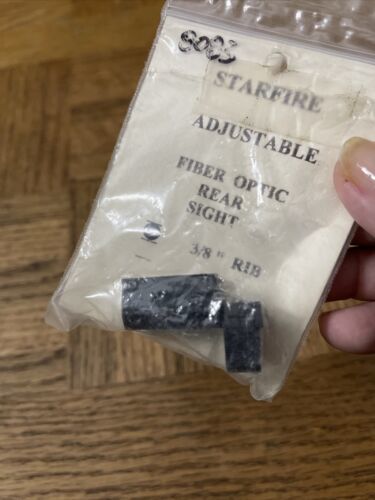 STARFIRE
ADJUSTABLE
FIBER OPTIC
REAR
SIGHT
3/8" RIB